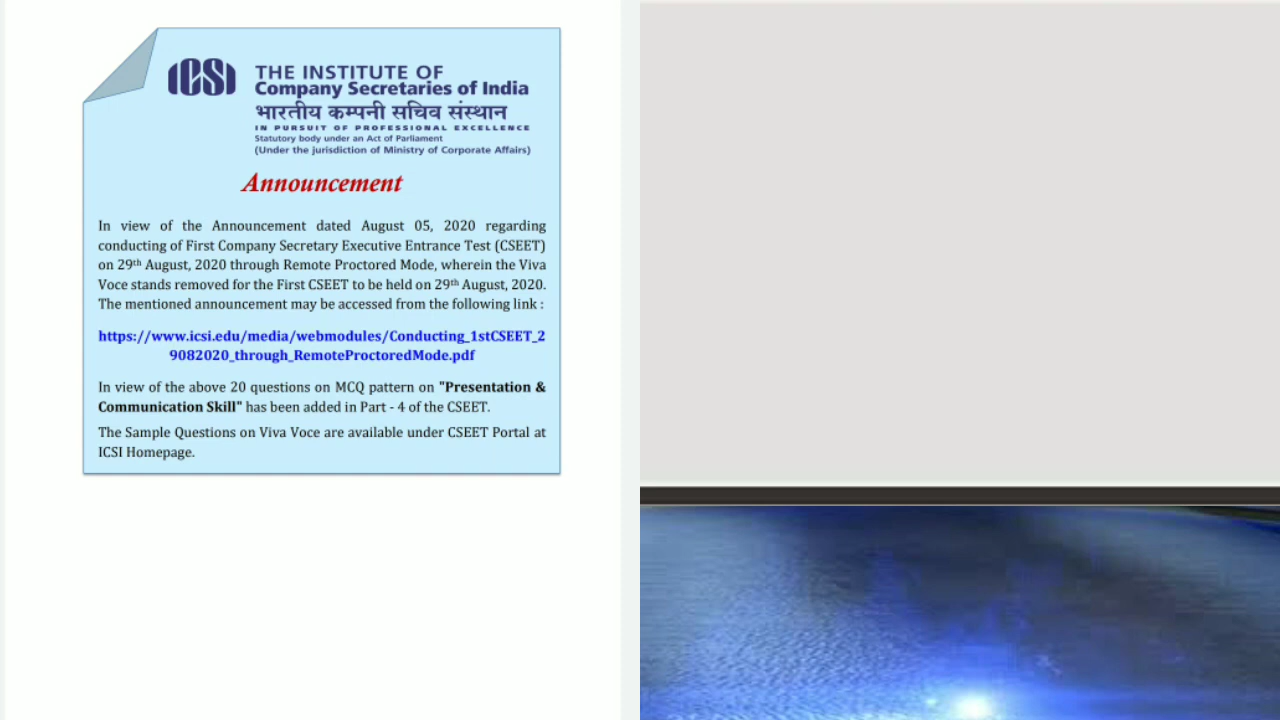 ICSI
THE INSTITUTE OF
Company Secretaries of India
भारतीय कम्पनी सचिव संस्थान
IN PURSUIT OF PROFESSIONAL EXCELLENCE
Statutory body under an Act of Parliament
(Under the jurisdiction of Ministry of Corporate Affairs)
Announcement
In view of the Announcement dated August 05, 2020 regarding
conducting of First Company Secretary Executive Entrance Test (CSEET)
on 29th August, 2020 through Remote Proctored Mode, wherein the Viva
Voce stands removed for the First CSEET to be held on 29th August, 2020.
The mentioned announcement may be accessed from the following link :
https://www.icsi.edu/media/webmodules/Conducting_1stCSEET_2
9082020_through_RemoteProctoredMode.pdf
In view of the above 20 questions on MCQ pattern on "Presentation &
Communication Skill" has been added in Part - 4 of the CSEET.
The Sample Questions on Viva Voce are available under CSEET Portal at
ICSI Homepage.